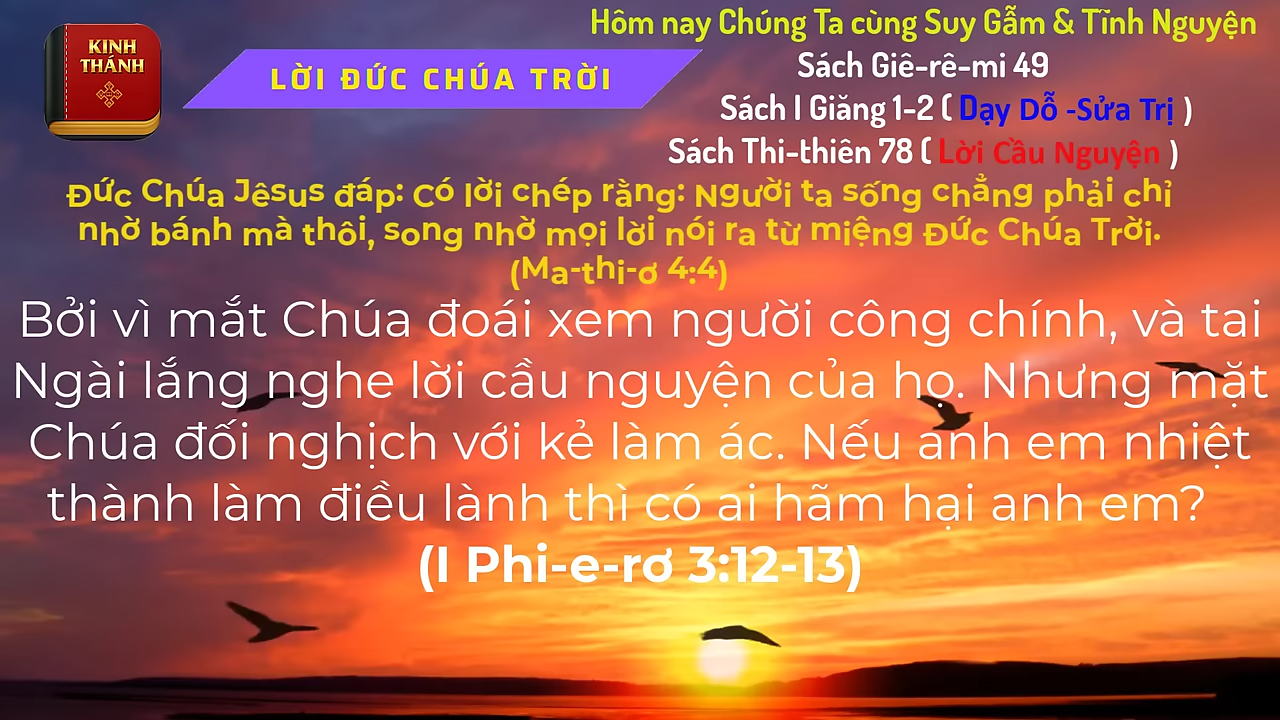 Hôm nay Chúng Ta cùng Suy Gẫm & Tĩnh Nguyện
KINH
THÁNH
LỜI ĐỨC CHÚA TRỜI
Sách Giê-rê-mi 49
Sách I Giăng 1-2 ( Dạy Dỗ -Sửa Trị )
Sách Thi-thiên 78 ( Lời Cầu Nguyện )
Đức Chúa Jêsus đáp: Có lời chép rằng: Người ta sống chẳng phải chỉ
nhờ bánh mà thôi, song nhờ mọi lời nói ra từ miệng Đức Chúa Trời.
(Ma-thi-ơ 4:4)
Bởi vì mắt Chúa đoái xem người công chính, và tai
Ngài lắng nghe lời cầu nguyện của họ. Nhưng mặt
Chúa đối nghịch với kẻ làm ác. Nếu anh em nhiệt
thành làm điều lành thì có ai hãm hại anh em?
(I Phi-e-rơ 3:12-13)